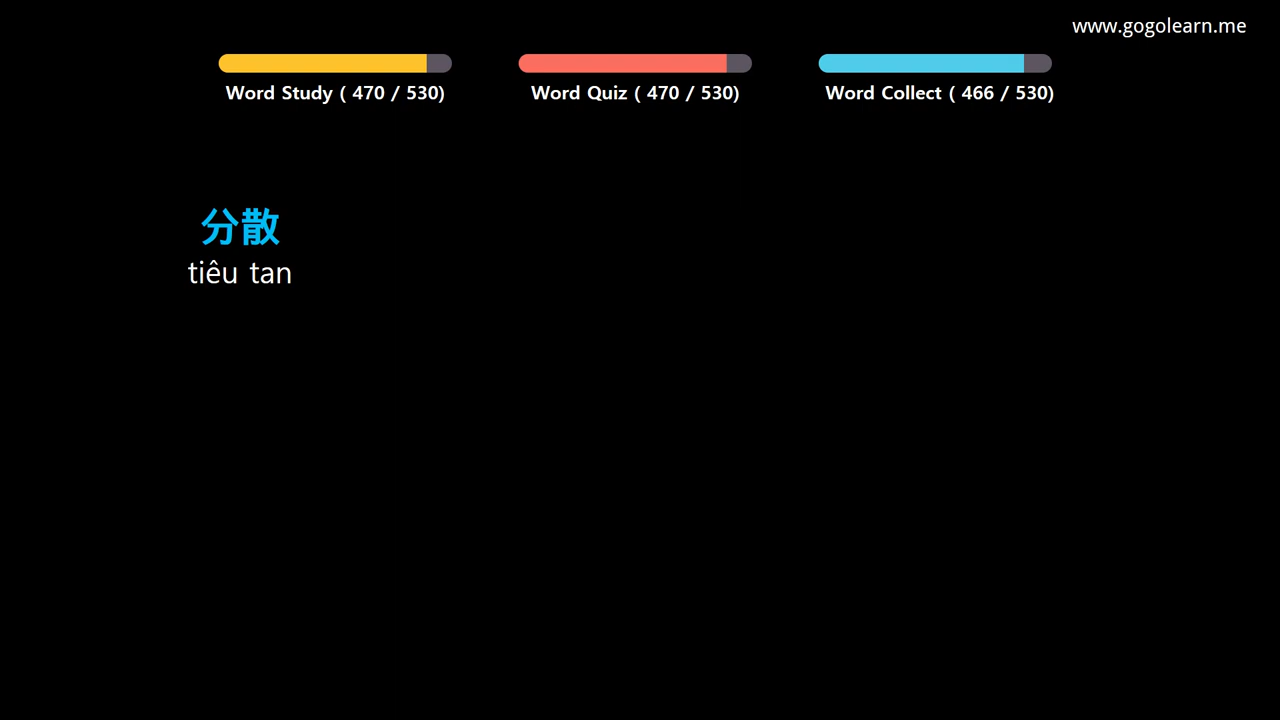 www.gogolearn.me
Word Study ( 470 / 530)
Word Quiz ( 470 / 530)
Word Collect ( 466 / 530)
分散
tiêu tan